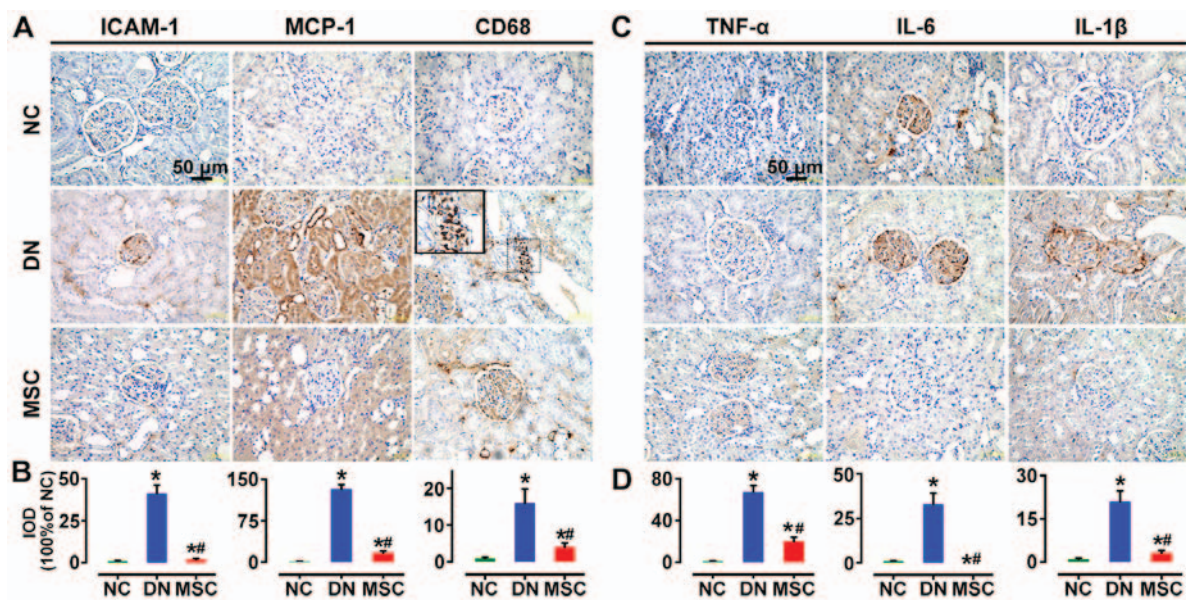 A ICAM-1 MCP-1 CD68 C TNF-α IL-6 IL-1β
NC
50 µm 50 µm
DN
MSC
B D
IOD
(100% of NC)
50 * 150 * 20 * 80 * 50 * 30 *
25 75 10 40 25 15
*# *# *# *# *# *#
0 0 0 0 0 0
NC DN MSC NC DN MSC NC DN MSC NC DN MSC NC DN MSC NC DN MSC